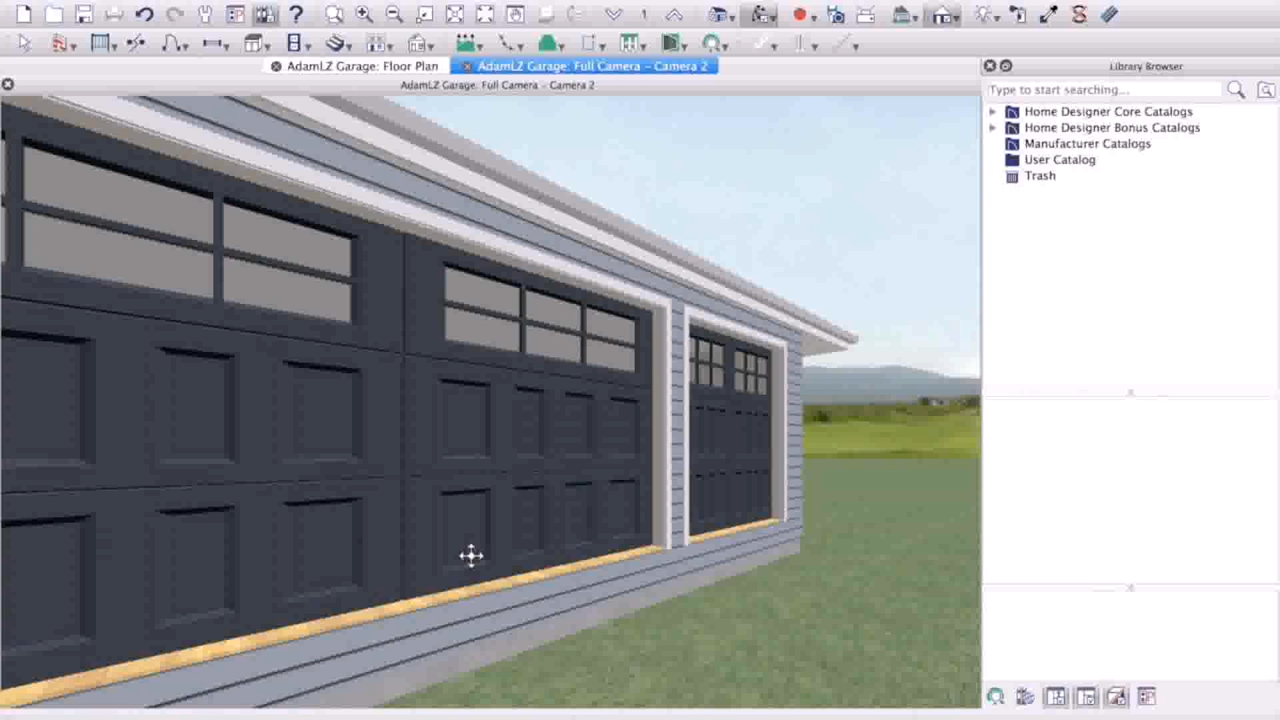 AdamLZ Garage: Floor Plan
AdamLZ Garage: Full Camera - Camera 2
Library Browser
AdamLZ Garage: Full Camera - Camera 2
Type to start searching...
Home Designer Core Catalogs
Home Designer Bonus Catalogs
Manufacturer Catalogs
User Catalog
Trash
1